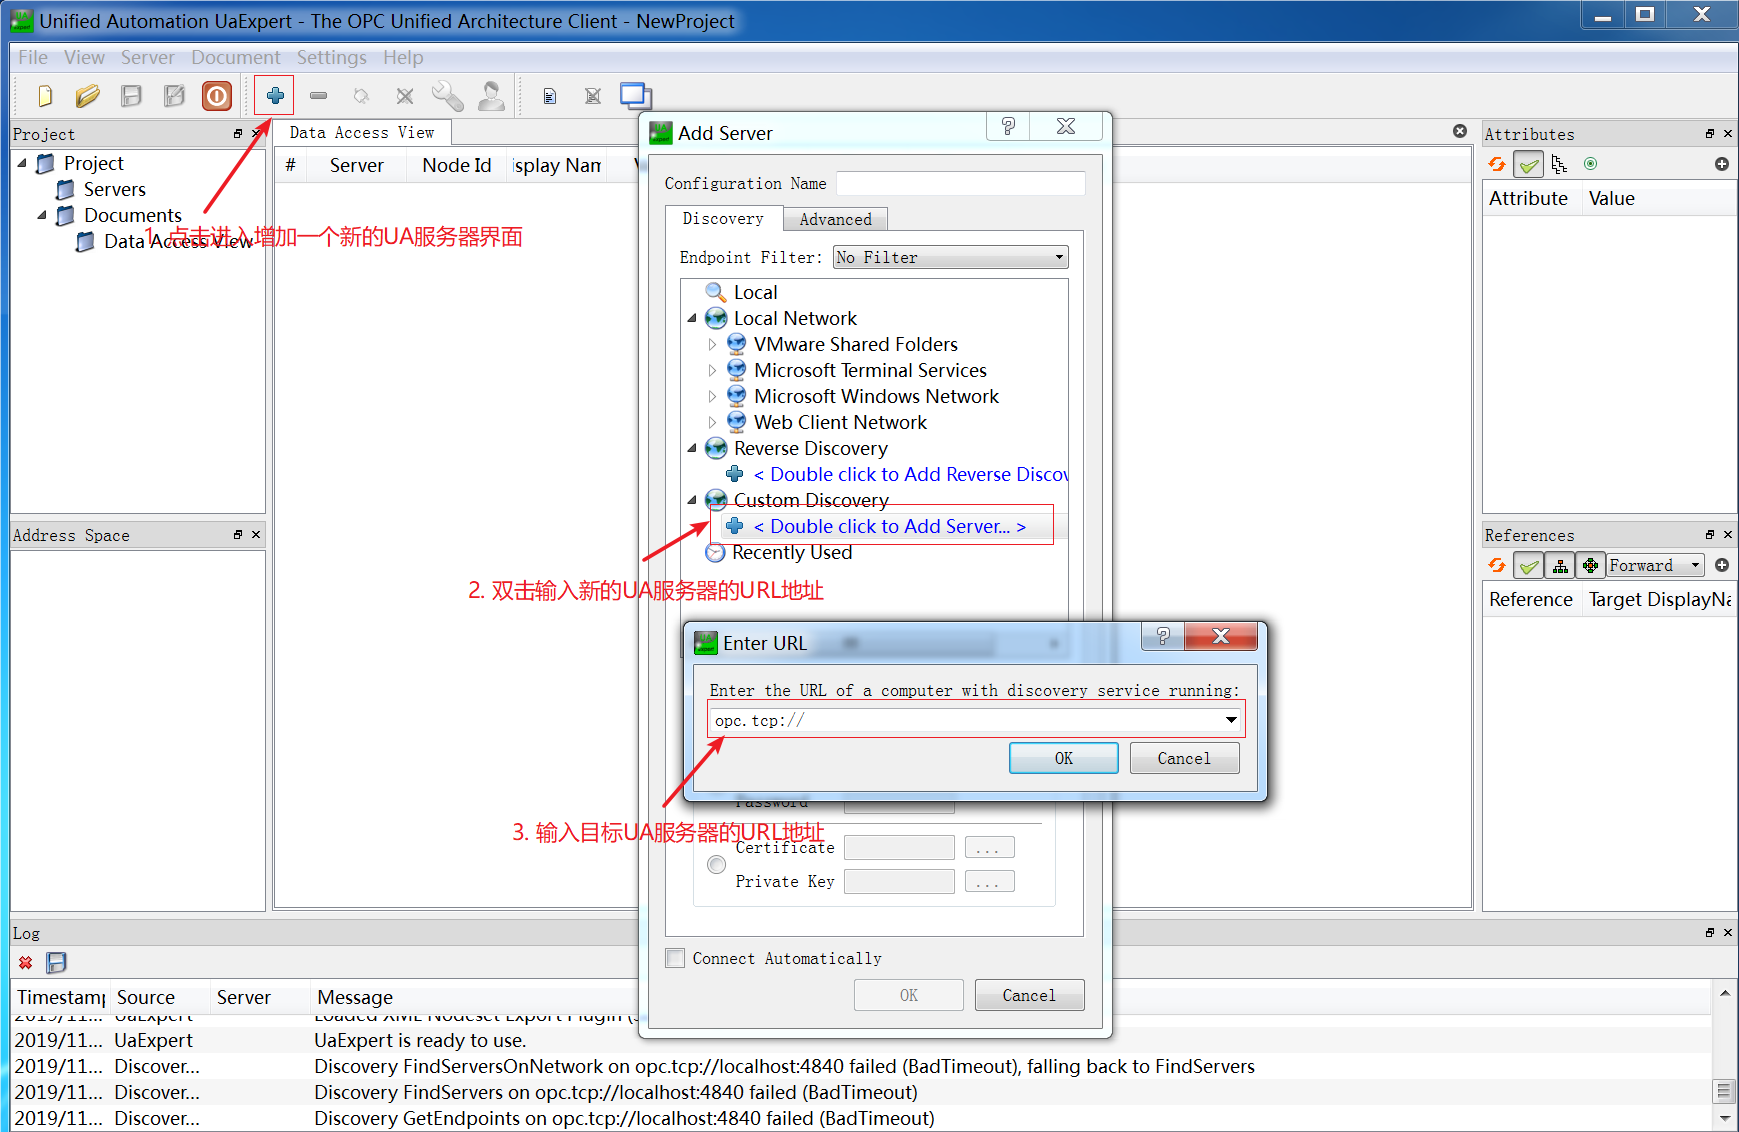 Unified Automation UaExpert - The OPC Unified Architecture Client - NewProject
File View Server Document Settings Help
Project
Project
Servers
Documents
Data Access View
1. 点击进入增加一个新的UA服务器界面
Address Space
Data Access View
# Server Node Id isplay Nam
Add Server
Configuration Name
Discovery Advanced
Endpoint Filter: No Filter
Local
Local Network
VMware Shared Folders
Microsoft Terminal Services
Microsoft Windows Network
Web Client Network
Reverse Discovery
< Double click to Add Reverse Discov
Custom Discovery
< Double click to Add Server... >
Recently Used
2. 双击输入新的UA服务器的URL地址
Enter URL
Enter the URL of a computer with discovery service running:
opc.tcp://
OK Cancel
Password
3. 输入目标UA服务器的URL地址
Certificate ...
Private Key ...
Connect Automatically
OK Cancel
Attributes
Attribute Value
References
Forward
Reference Target DisplayNa
Log
Timestamp Source Server Message
2019/11... UaExpert Loaded XML Nodeset Export Plugin
2019/11... UaExpert UaExpert is ready to use.
2019/11... Discover... Discovery FindServersOnNetwork on opc.tcp://localhost:4840 failed (BadTimeout), falling back to FindServers
2019/11... Discover... Discovery FindServers on opc.tcp://localhost:4840 failed (BadTimeout)
2019/11... Discover... Discovery GetEndpoints on opc.tcp://localhost:4840 failed (BadTimeout)